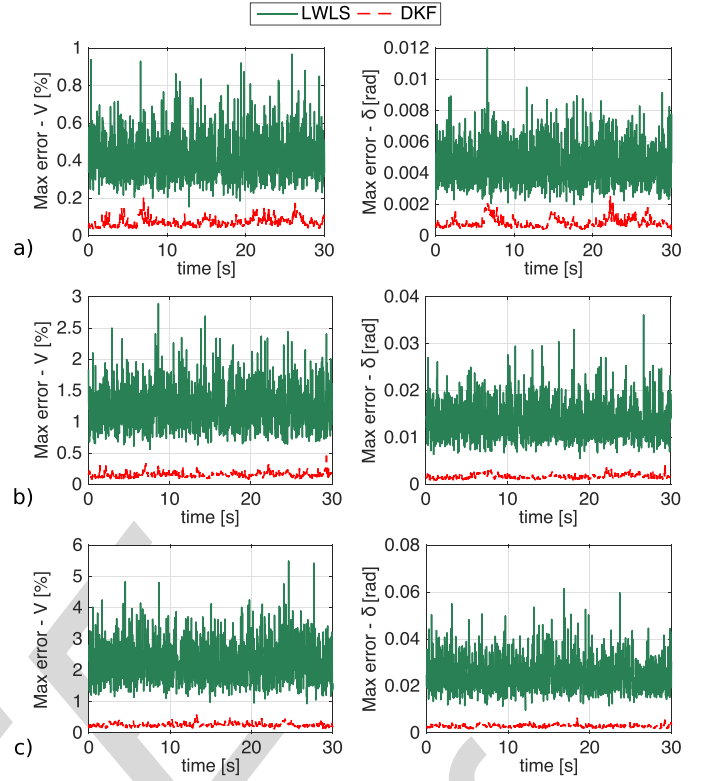 LWLS DKF
1
0.8
0.6
0.4
0.2
0
Max error - V [%]
0 10 20 30
time [s]
0.012
0.01
0.008
0.006
0.004
0.002
0
Max error - δ [rad]
0 10 20 30
time [s]
a)
3
2.5
2
1.5
1
0.5
0
Max error - V [%]
0 10 20 30
time [s]
0.04
0.03
0.02
0.01
0
Max error - δ [rad]
0 10 20 30
time [s]
b)
6
5
4
3
2
1
0
Max error - V [%]
0 10 20 30
time [s]
0.08
0.06
0.04
0.02
0
Max error - δ [rad]
0 10 20 30
time [s]
c)